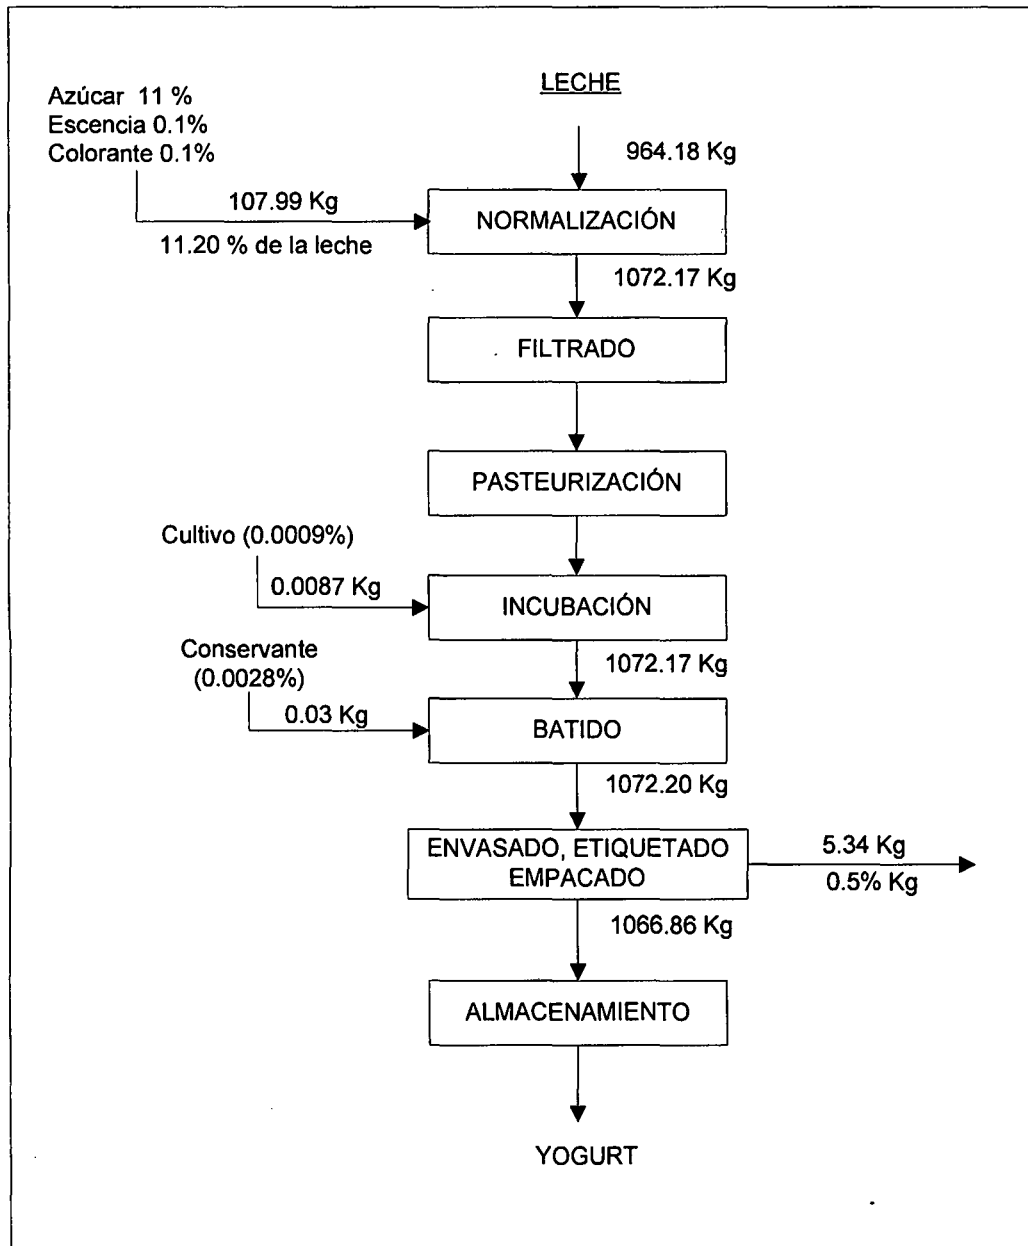 LECHE
Azúcar 11 %
Escencia 0.1%
Colorante 0.1%
964.18 Kg
107.99 Kg
11.20 % de la leche
NORMALIZACIÓN
1072.17 Kg
FILTRADO
PASTEURIZACIÓN
Cultivo (0.0009%)
0.0087 Kg
INCUBACIÓN
1072.17 Kg
Conservante
(0.0028%)
0.03 Kg
BATIDO
1072.20 Kg
ENVASADO, ETIQUETADO
EMPACADO
5.34 Kg
0.5% Kg
1066.86 Kg
ALMACENAMIENTO
YOGURT